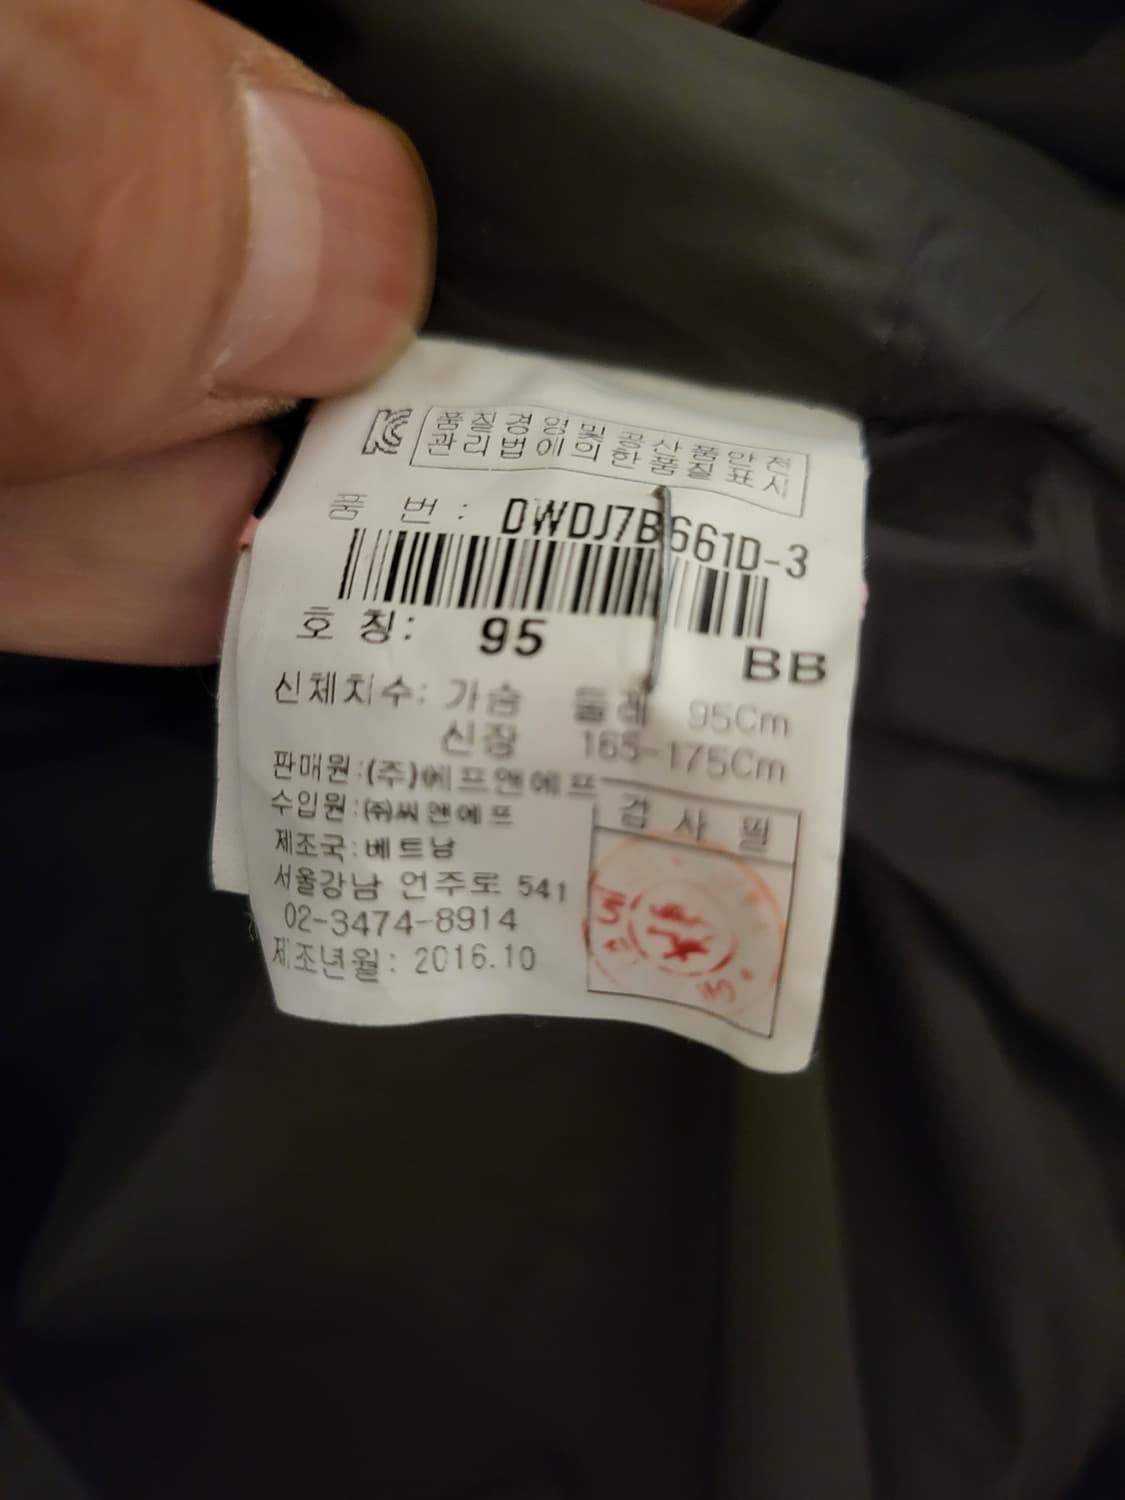 품질경영및공산품안전
관리법에의한품질표시
품 번 : DWDJ7B661D-3
호 칭: 95
BB
신체치수: 가슴 둘레 95Cm
신장 165-175Cm
판매원:(주)에프앤에프
수입원:(주)씨앤에프
제조국:베트남
서울강남 언주로 541
02-3474-8914
제조년월: 2016.10
검사필